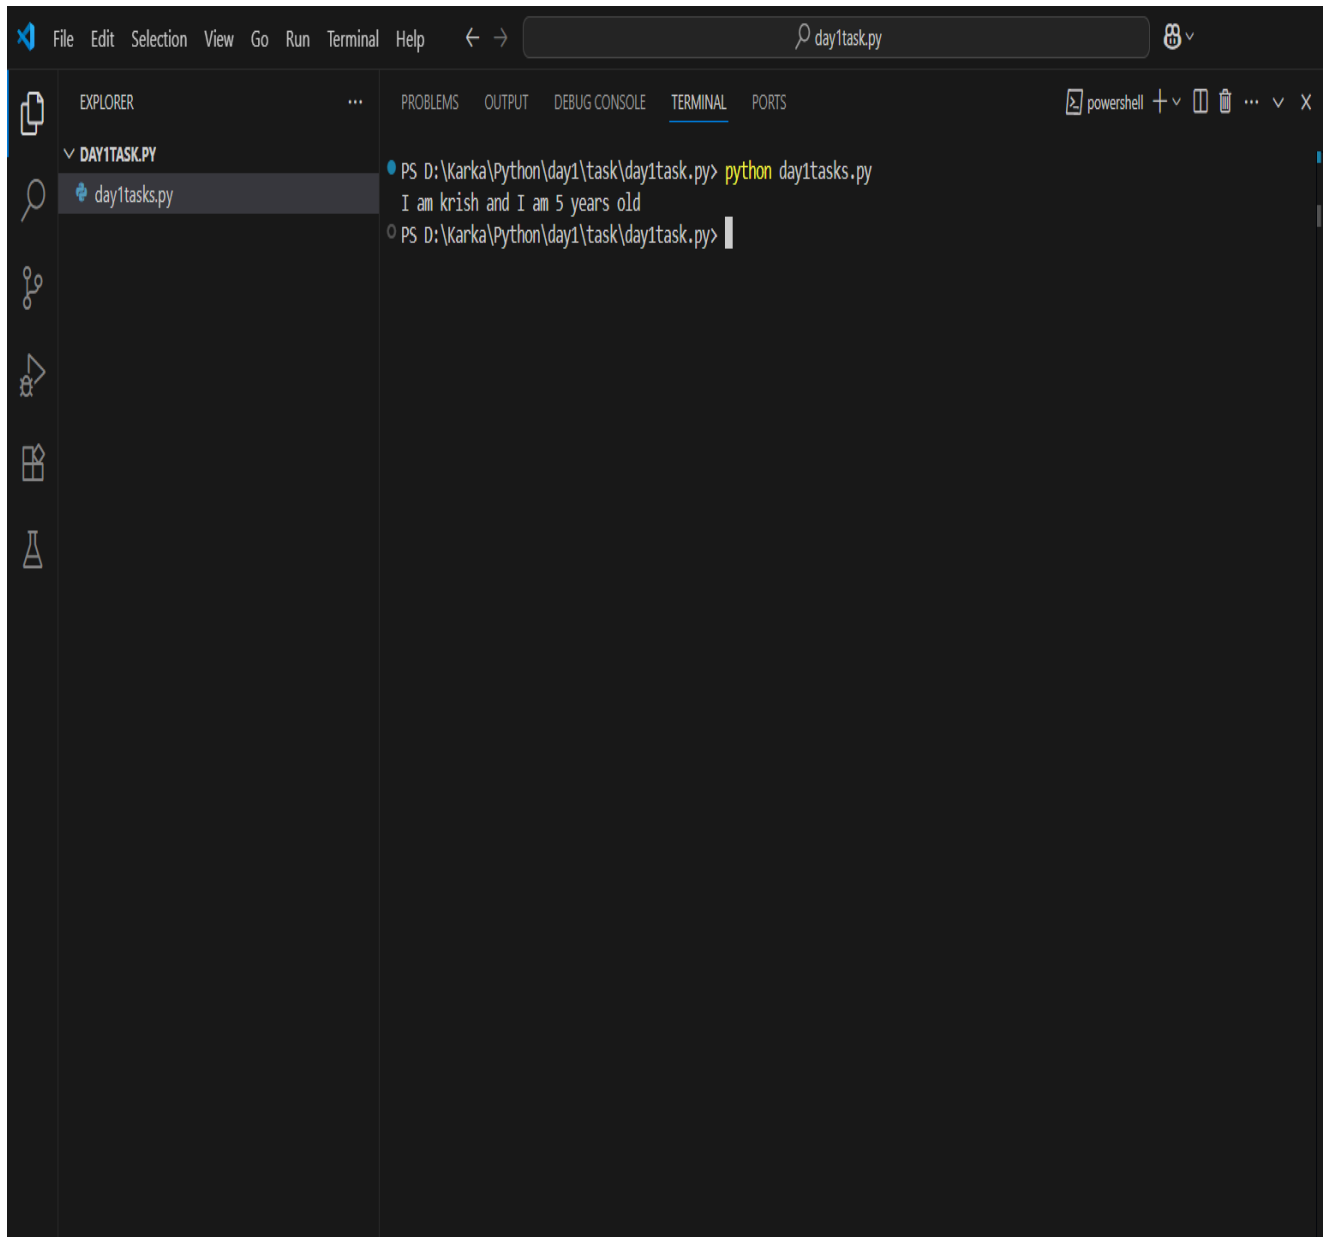 File Edit Selection View Go Run Terminal Help day1task.py
EXPLORER
DAY1TASK.PY
day1tasks.py
PROBLEMS OUTPUT DEBUG CONSOLE TERMINAL PORTS powershell
PS D:\Karka\Python\day1\task\day1task.py> python day1tasks.py
I am krish and I am 5 years old
PS D:\Karka\Python\day1\task\day1task.py>